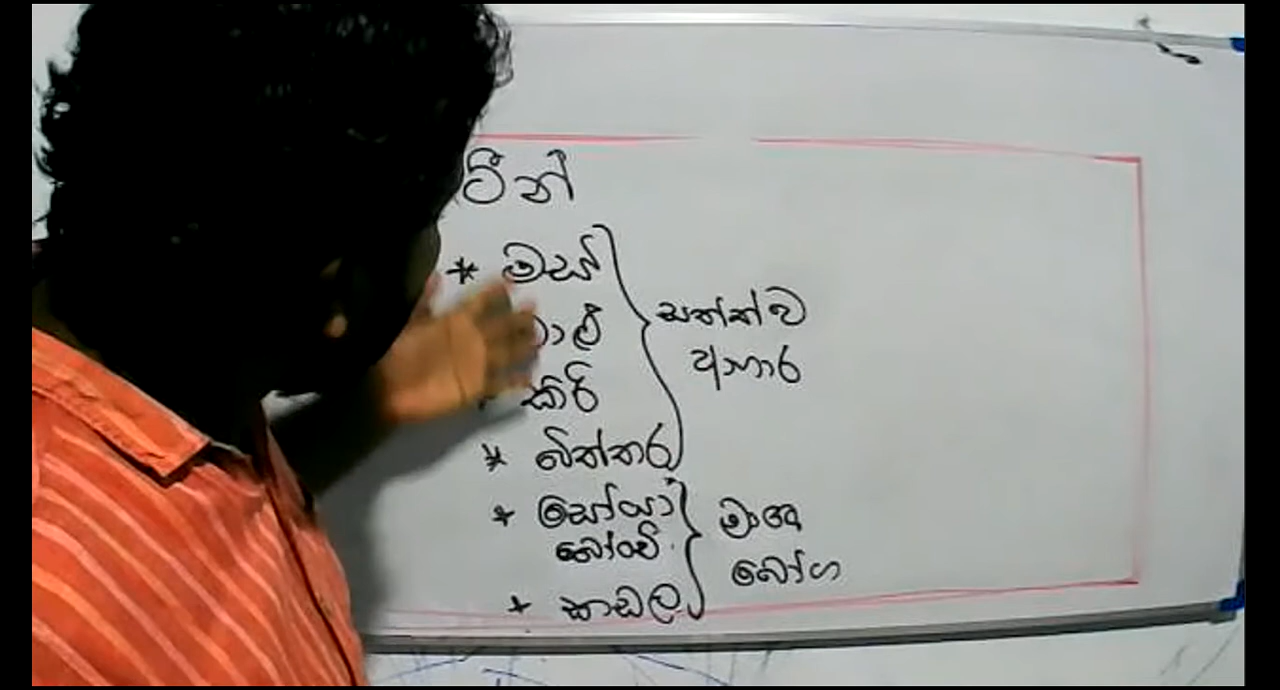 ටීන්
* මස්
කිරි
* බිත්තර
සත්ත්ව
ආහාර
* සෝයා
බෝංචි
* කඩල
මාංශ
බෝග